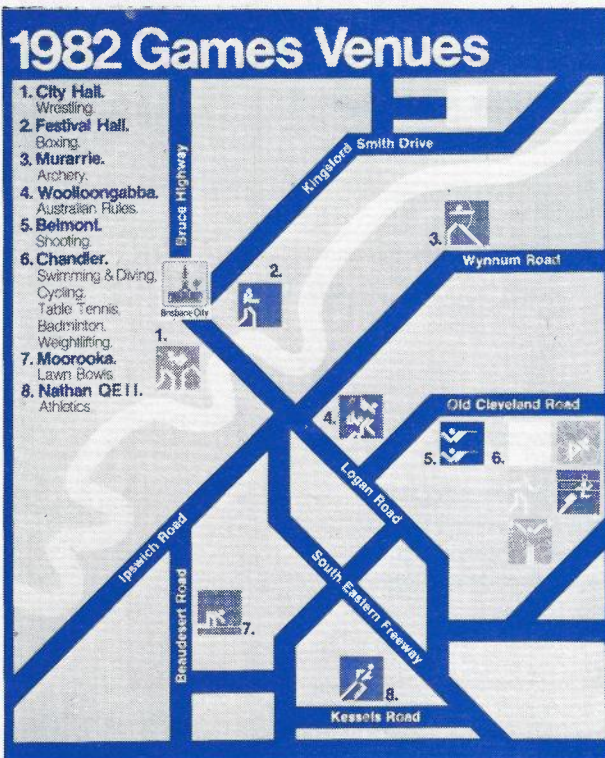 1982 Games Venues
1. City Hall.
Wrestling.
2. Festival Hall.
Boxing.
3. Murarrie.
Archery.
4. Woolloongabba.
Australian Rules.
5. Belmont.
Shooting.
6. Chandler.
Swimming & Diving,
Cycling.
Table Tennis.
Badminton.
Weightlifting.
7. Moorooka.
Lawn Bowls
8. Nathan QEII.
Athletics
Bruce Highway
Kingsford Smith Drive
3.
Wynnum Road
2.
Brisbane City
1.
4.
Old Cleveland Road
5.
6.
Logan Road
Ipswich Road
South Eastern Freeway
Beaudesert Road
7.
8.
Kessels Road